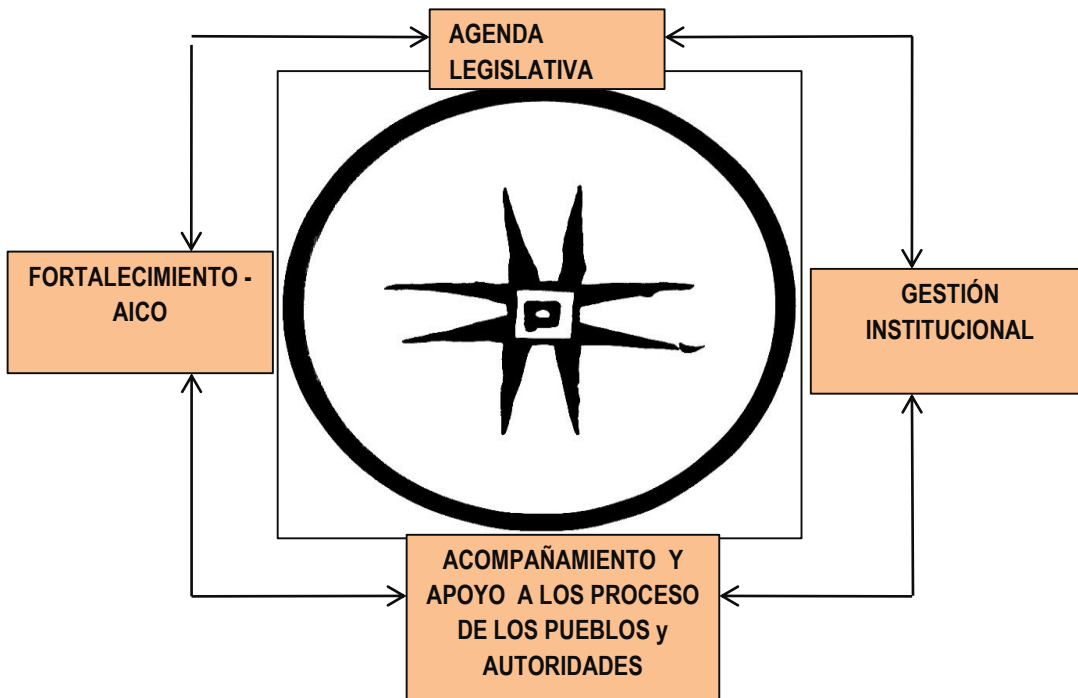 AGENDA
LEGISLATIVA
FORTALECIMIENTO -
AICO
GESTIÓN
INSTITUCIONAL
ACOMPAÑAMIENTO Y
APOYO A LOS PROCESO
DE LOS PUEBLOS y
AUTORIDADES